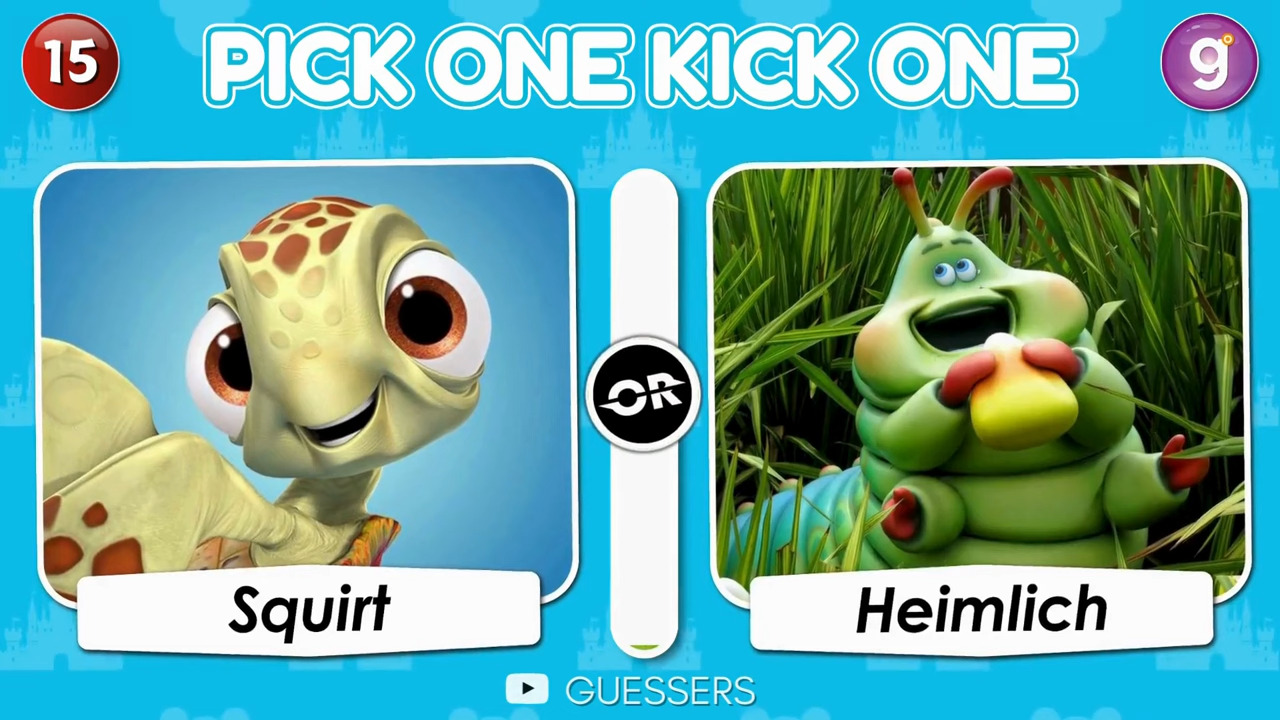 15
PICK ONE KICK ONE
g
OR
Squirt
Heimlich
GUESSERS